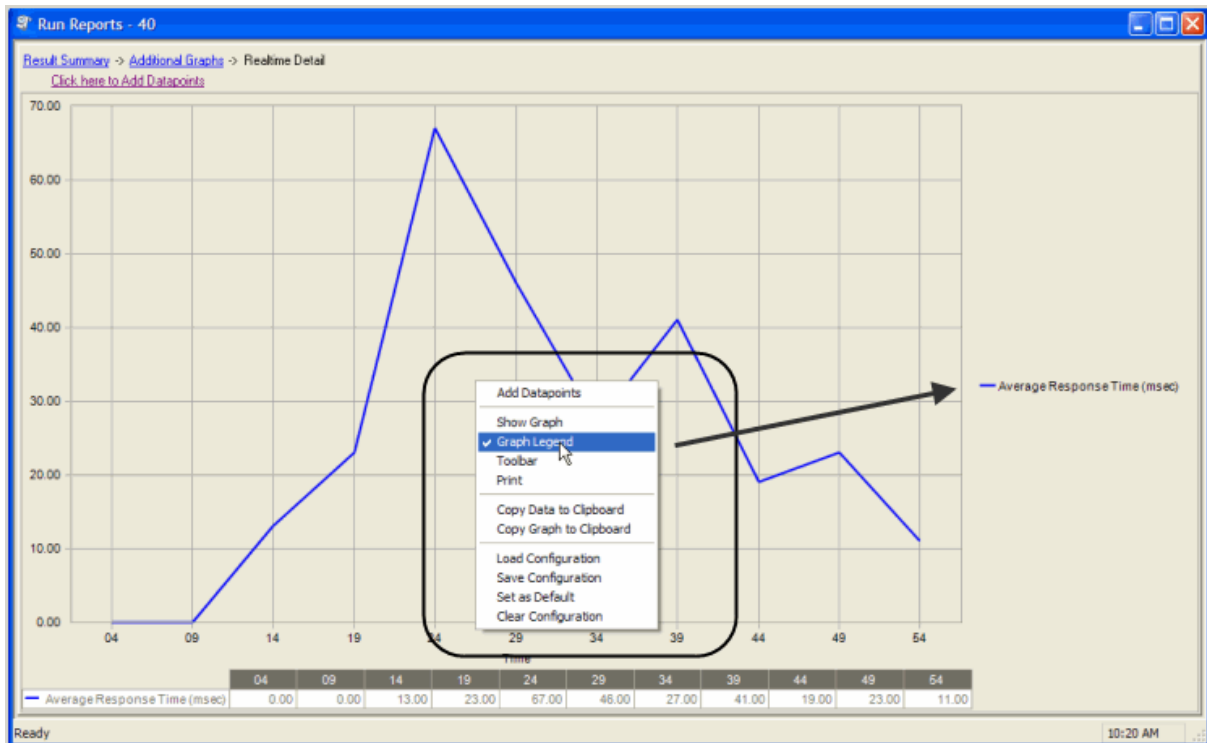 Run Reports - 40
Result Summary -> Additional Graphs -> Realtime Detail
Click here to Add Datapoints
70.00
60.00
50.00
40.00
30.00
20.00
10.00
0.00
Average Response Time (msec)
Add Datapoints
Show Graph
Graph Legend
Toolbar
Print
Copy Data to Clipboard
Copy Graph to Clipboard
Load Configuration
Save Configuration
Set as Default
Clear Configuration
04 09 14 19 24 29 34 39 44 49 54
Time
04 09 14 19 24 29 34 39 44 49 54
Average Response Time (msec) 0.00 0.00 13.00 23.00 67.00 46.00 27.00 41.00 19.00 23.00 11.00
Ready 10:20 AM